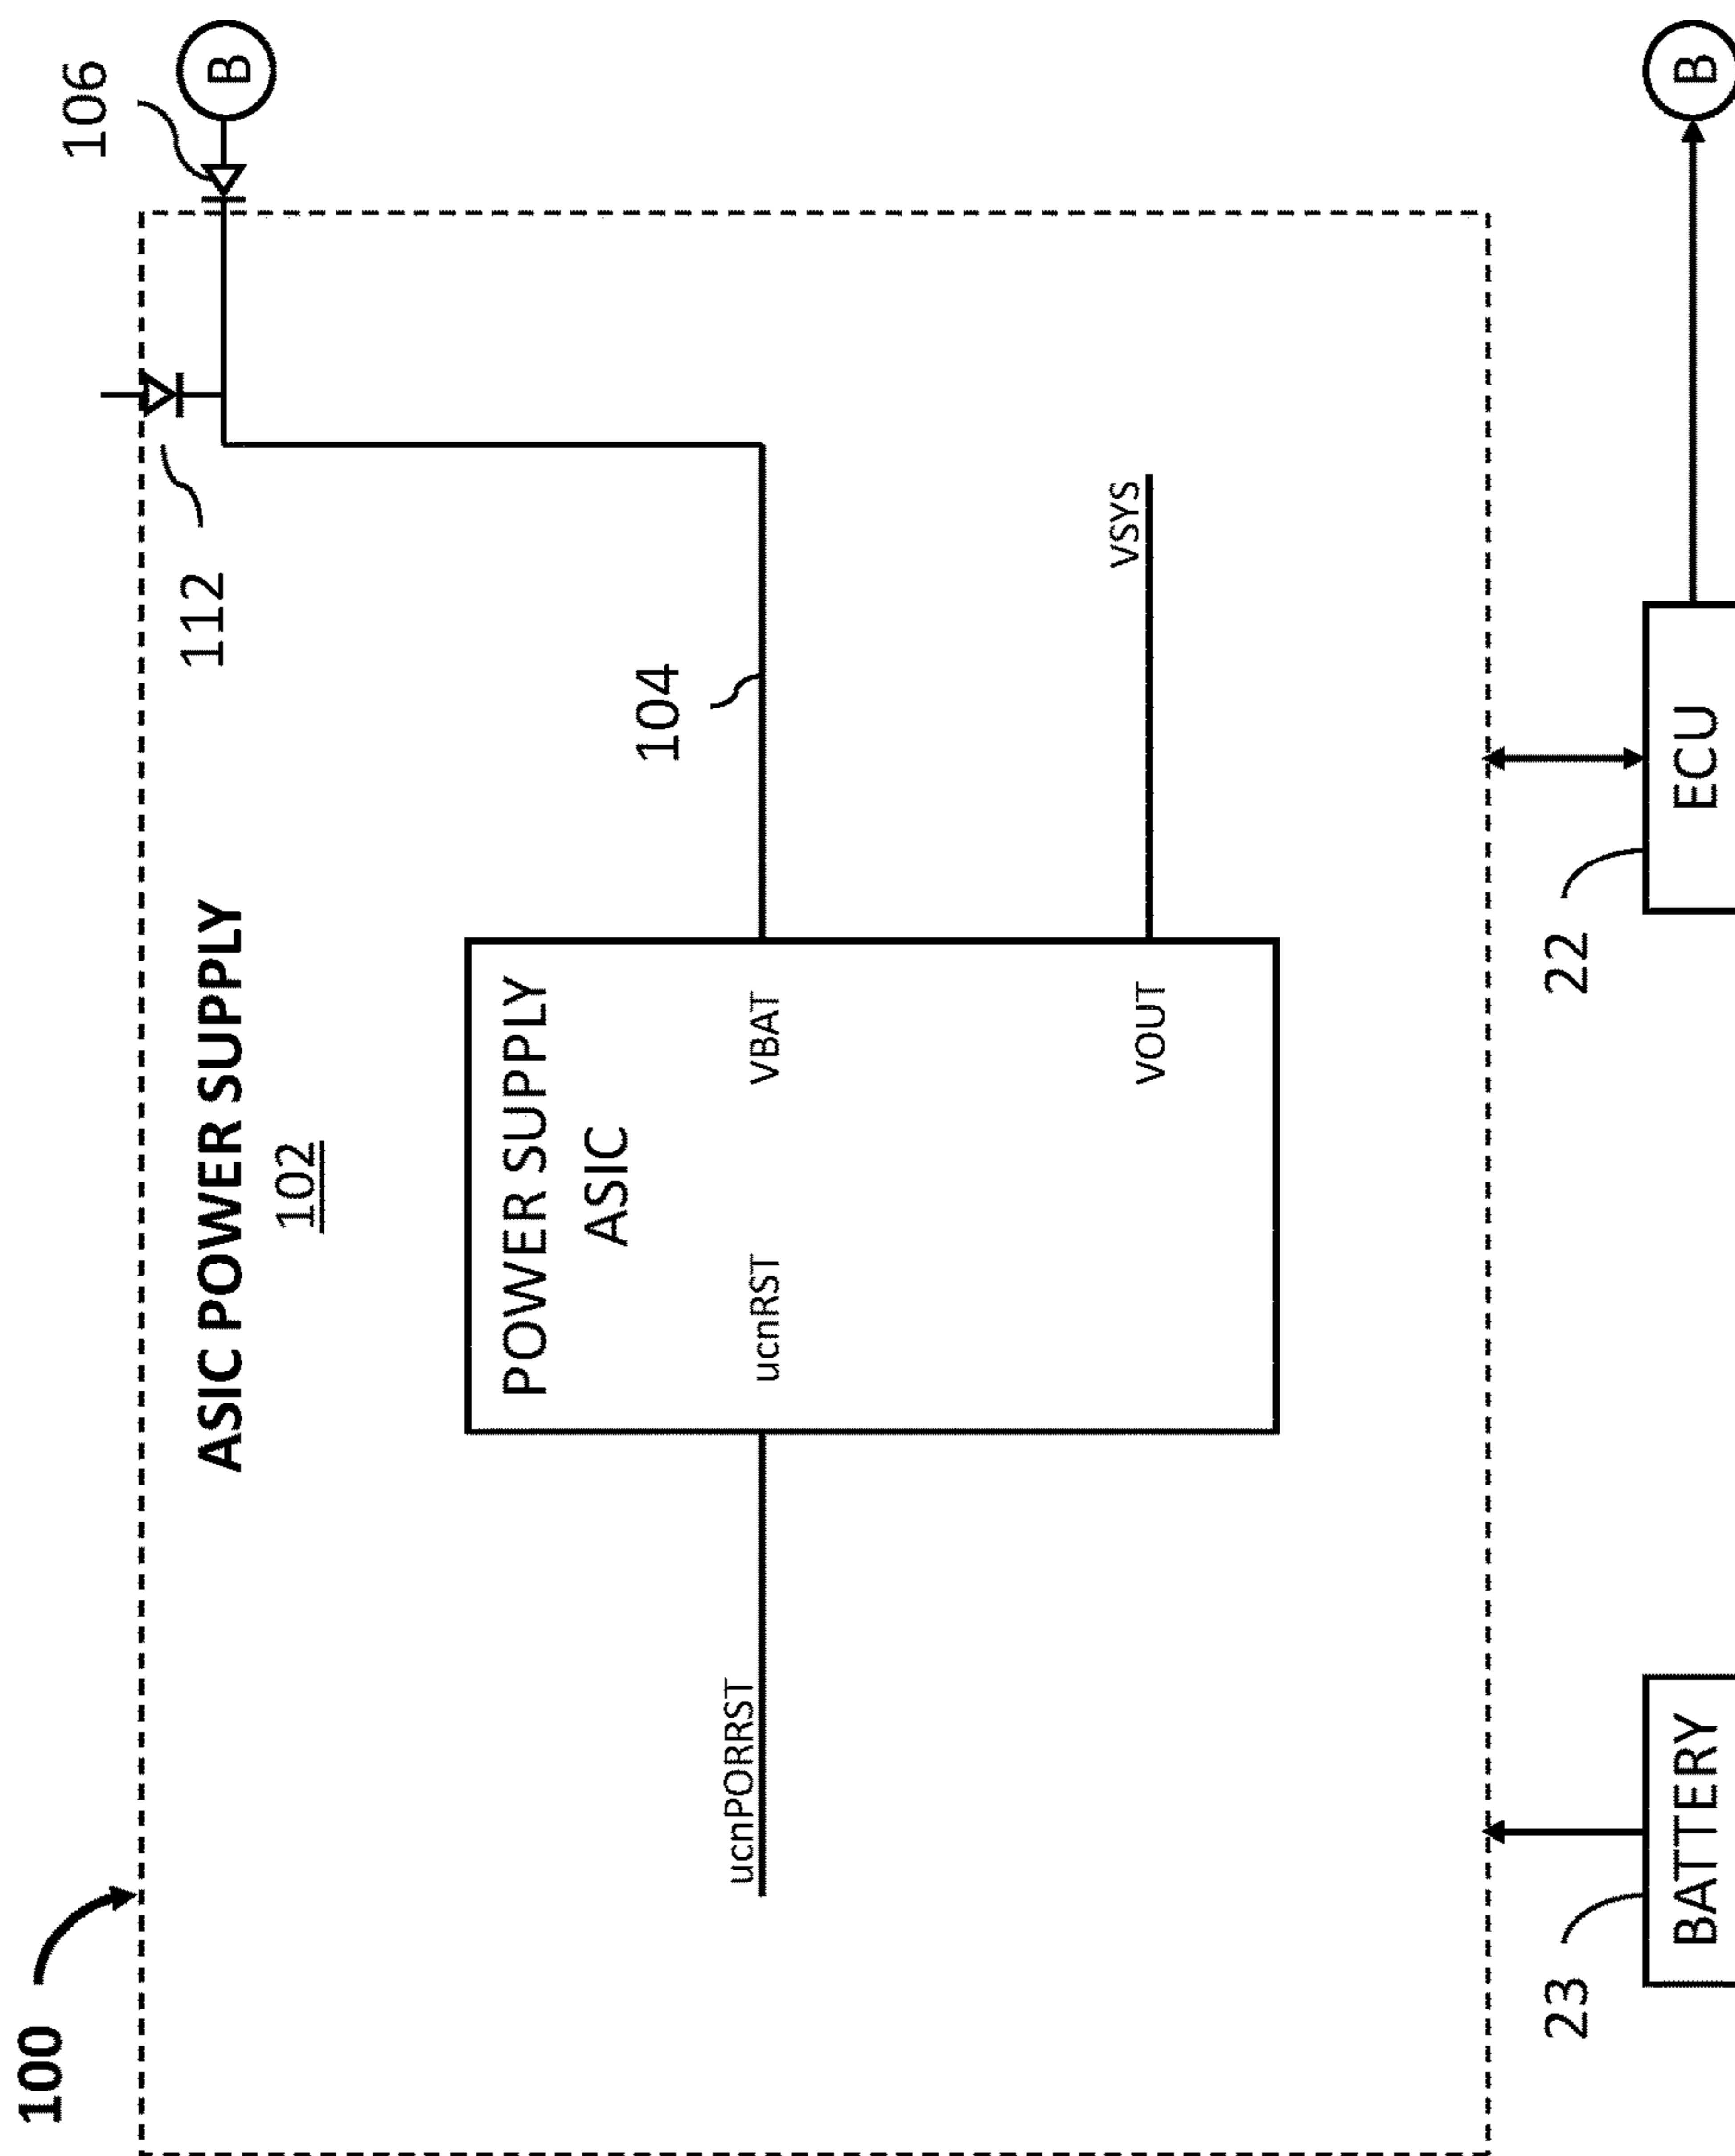 100
ASIC POWER SUPPLY
102
112
106
B
POWER SUPPLY
ASIC
104
ucnPORRST
ucnRST
VBAT
VSYS
VOUT
23
22
BATTERY
ECU
B